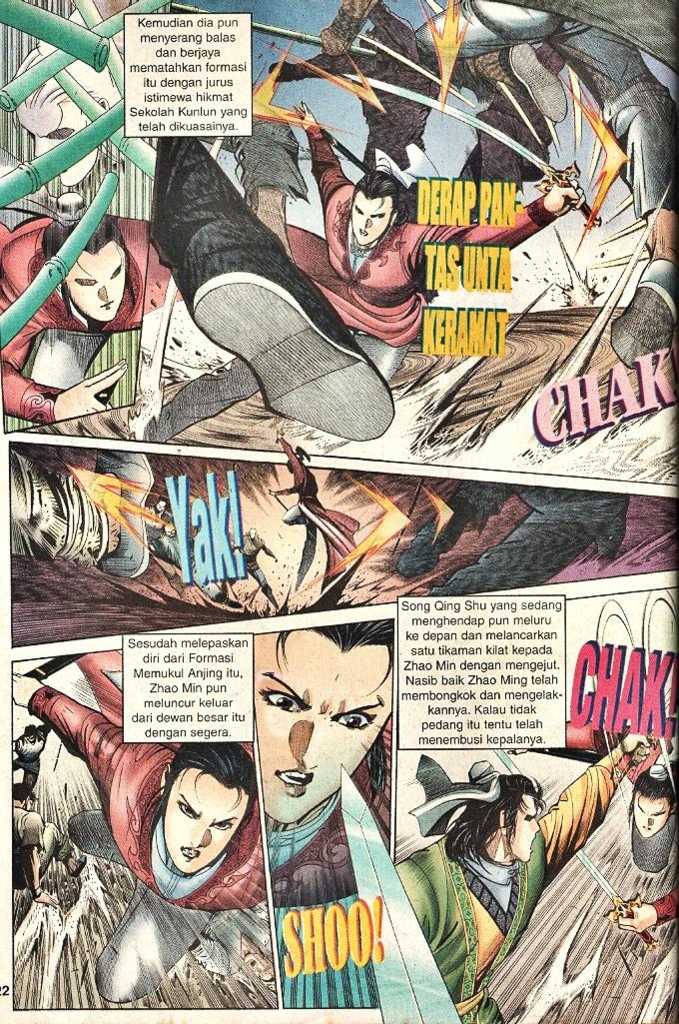 Kemudian dia pun
menyerang balas
dan berjaya
mematahkan formasi
itu dengan jurus
istimewa hikmat
Sekolah Kunlun yang
telah dikuasainya.
DERAP PAN-
TAS UNTA
KERAMAT
CHAK!
Yak!
Song Qing Shu yang sedang
menghendap pun meluru
ke depan dan melancarkan
satu tikaman kilat kepada
Zhao Min dengan mengejut.
Nasib baik Zhao Ming telah
membongkok dan mengelak-
kannya. Kalau tidak
pedang itu tentu telah
menembusi kepalanya.
Sesudah melepaskan
diri dari Formasi
Memukul Anjing itu,
Zhao Min pun
meluncur keluar
dari dewan besar itu
dengan segera.
SHOO!
CHAK!
22